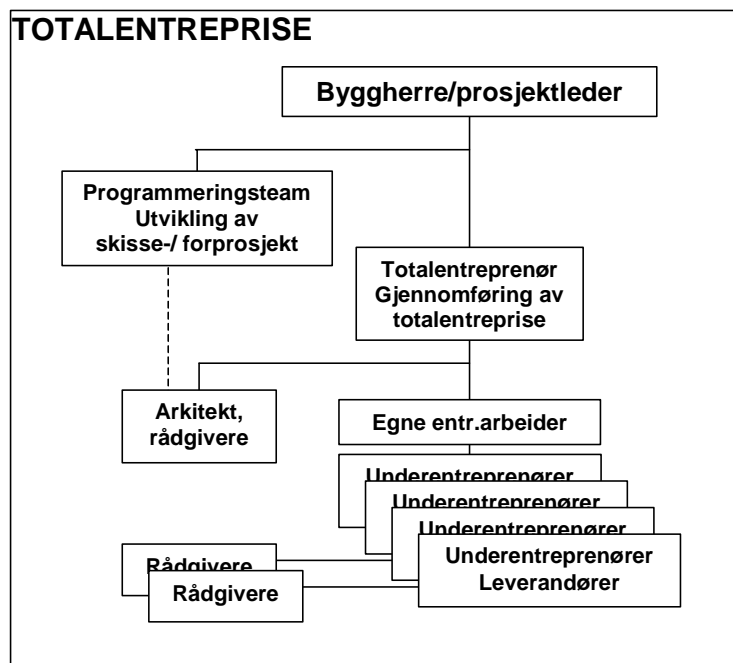 TOTALENTREPRISE
Byggherre/prosjektleder
Programmeringsteam
Utvikling av
skisse-/ forprosjekt
Totalentreprenør
Gjennomføring av
totalentreprise
Arkitekt,
rådgivere
Egne entr.arbeider
Underentreprenører
Underentreprenører
Underentreprenører
Underentreprenører
Leverandører
Rådgivere
Rådgivere